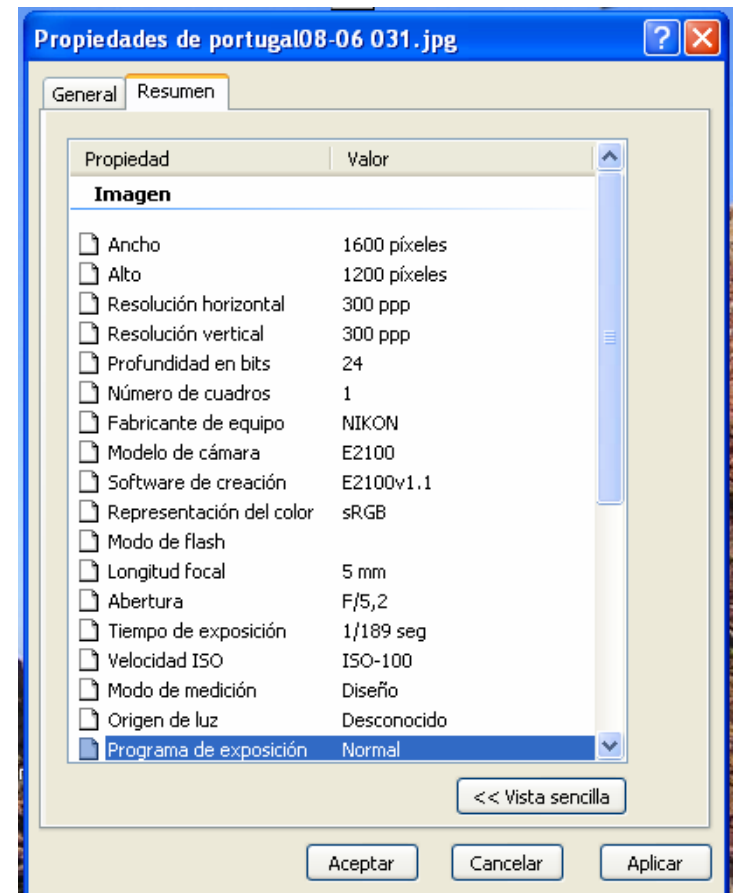 Propiedades de portugal08-06 031.jpg
General Resumen
Propiedad Valor
Imagen
Ancho 1600 píxeles
Alto 1200 píxeles
Resolución horizontal 300 ppp
Resolución vertical 300 ppp
Profundidad en bits 24
Número de cuadros 1
Fabricante de equipo NIKON
Modelo de cámara E2100
Software de creación E2100v1.1
Representación del color sRGB
Modo de flash
Longitud focal 5 mm
Abertura F/5,2
Tiempo de exposición 1/189 seg
Velocidad ISO ISO-100
Modo de medición Diseño
Origen de luz Desconocido
Programa de exposición Normal
<< Vista sencilla
Aceptar Cancelar Aplicar